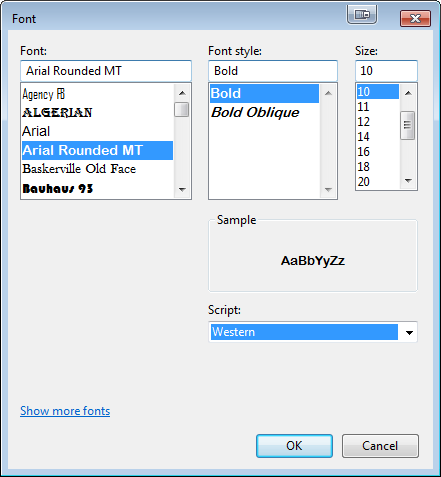 Font
Font: Font style: Size:
Arial Rounded MT Bold 10
Agency FB Bold 10
ALGERIAN Bold Oblique 11
Arial 12
Arial Rounded MT 14
Baskerville Old Face 16
Bauhaus 93 18
20
Sample
AaBbYyZz
Script:
Western
Show more fonts
OK Cancel